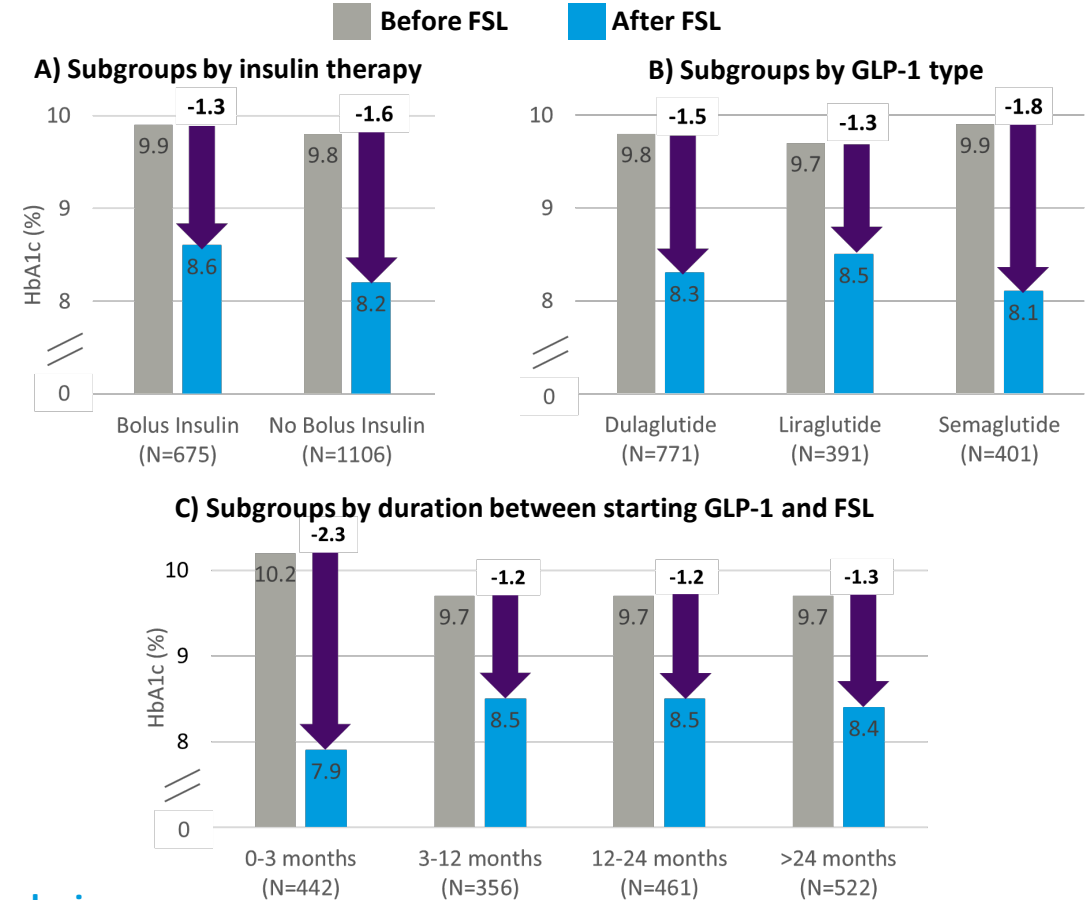 Before FSL
After FSL
A) Subgroups by insulin therapy
HbA1c (%)
10
9
8
0
9.9
-1.3
8.6
9.8
-1.6
8.2
Bolus Insulin
(N=675)
No Bolus Insulin
(N=1106)
B) Subgroups by GLP-1 type
10
9
8
0
9.8
-1.5
8.3
9.7
-1.3
8.5
9.9
-1.8
8.1
Dulaglutide
(N=771)
Liraglutide
(N=391)
Semaglutide
(N=401)
C) Subgroups by duration between starting GLP-1 and FSL
HbA1c (%)
10
9
8
0
10.2
-2.3
7.9
9.7
-1.2
8.5
9.7
-1.2
8.5
9.7
-1.3
8.4
0-3 months
(N=442)
3-12 months
(N=356)
12-24 months
(N=461)
>24 months
(N=522)